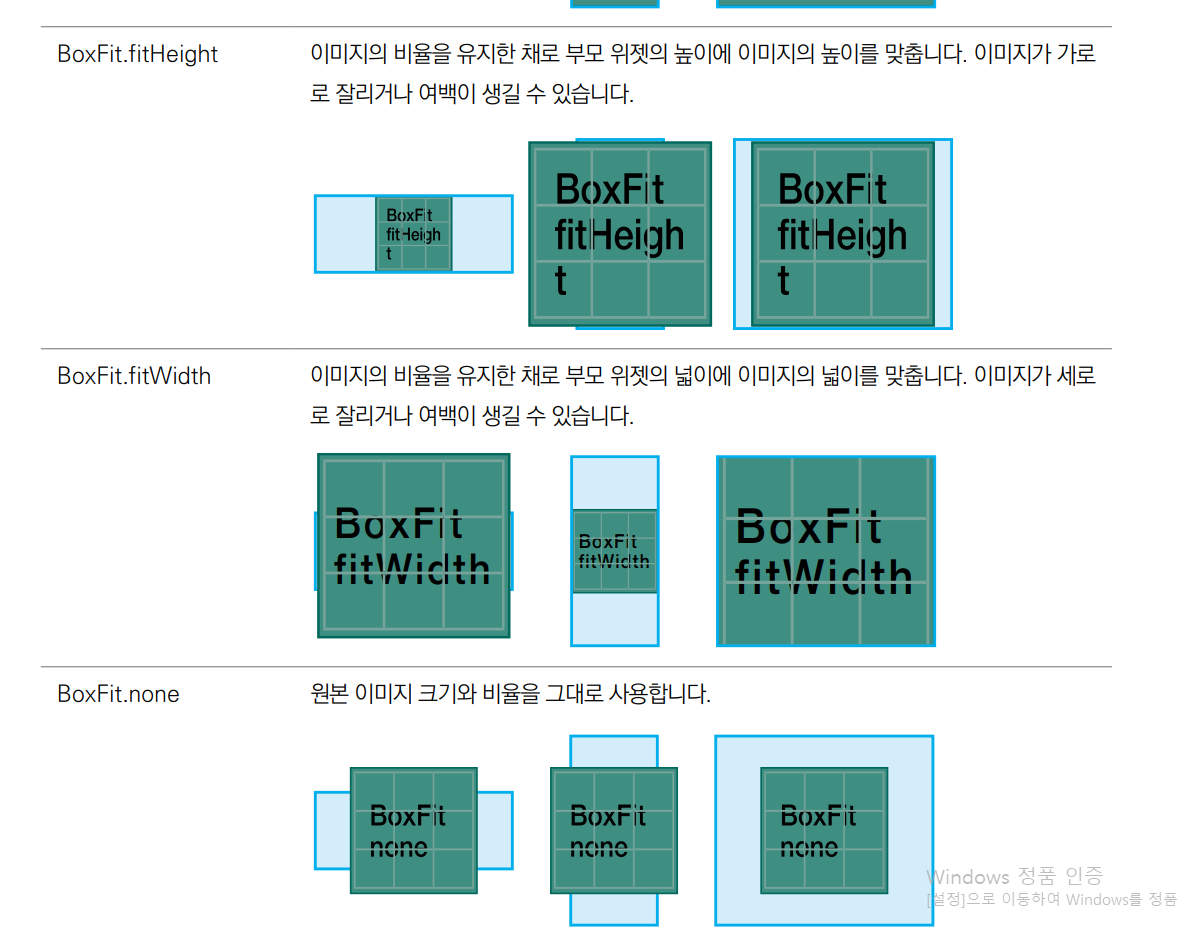 BoxFit.fitHeight
이미지의 비율을 유지한 채로 부모 위젯의 높이에 이미지의 높이를 맞춥니다. 이미지가 가로
로 잘리거나 여백이 생길 수 있습니다.
BoxFit
fitHeigh
t
BoxFit
fitHeigh
t
BoxFit
fitHeigh
t
BoxFit.fitWidth
이미지의 비율을 유지한 채로 부모 위젯의 넓이에 이미지의 넓이를 맞춥니다. 이미지가 세로
로 잘리거나 여백이 생길 수 있습니다.
BoxFit
fitWidth
BoxFit
fitWidth
BoxFit
fitWidth
BoxFit.none
원본 이미지 크기와 비율을 그대로 사용합니다.
BoxFit
none
BoxFit
none
BoxFit
none
Windows 정품 인증
[설정]으로 이동하여 Windows를 정품